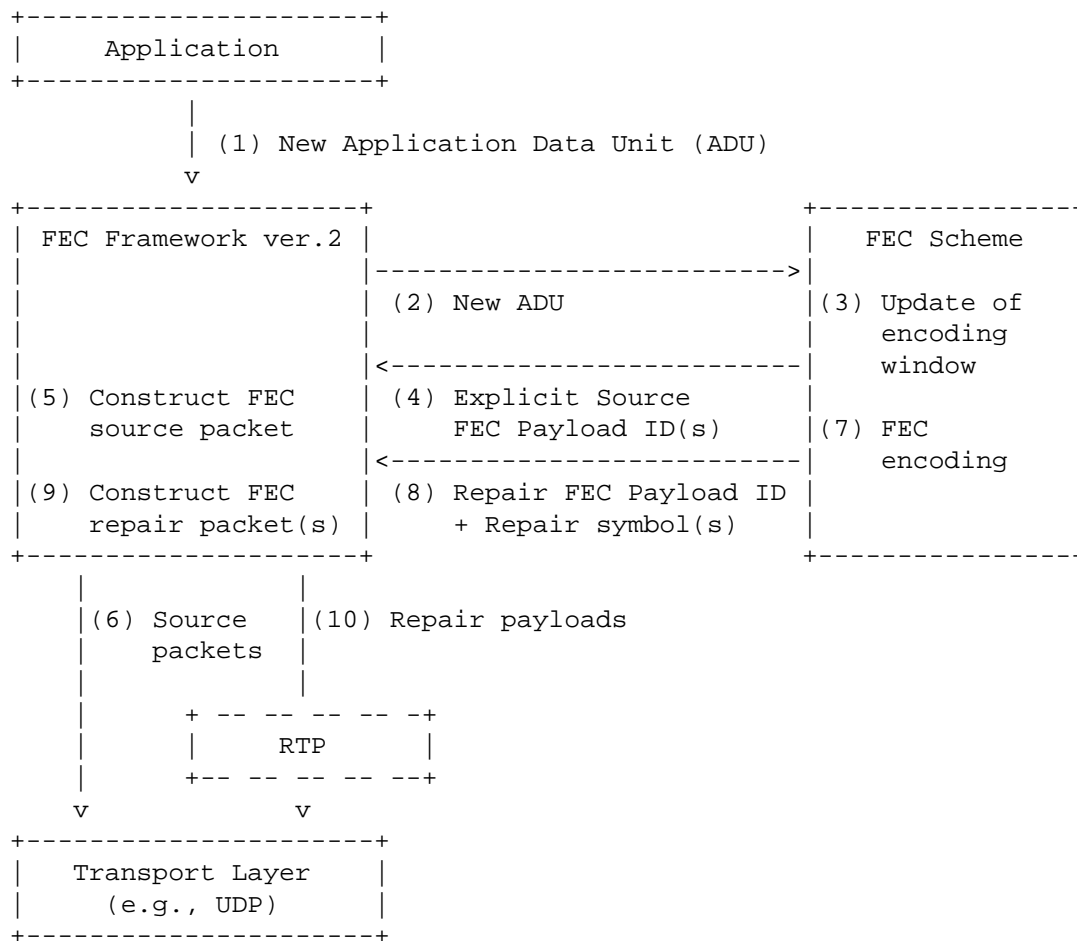 Application
(1) New Application Data Unit (ADU)
v
FEC Framework ver.2 FEC Scheme
(2) New ADU (3) Update of
encoding
window
(5) Construct FEC (4) Explicit Source
source packet FEC Payload ID(s) (7) FEC
encoding
(9) Construct FEC (8) Repair FEC Payload ID
repair packet(s) + Repair symbol(s)
(6) Source (10) Repair payloads
packets
RTP
v v
Transport Layer
(e.g., UDP)